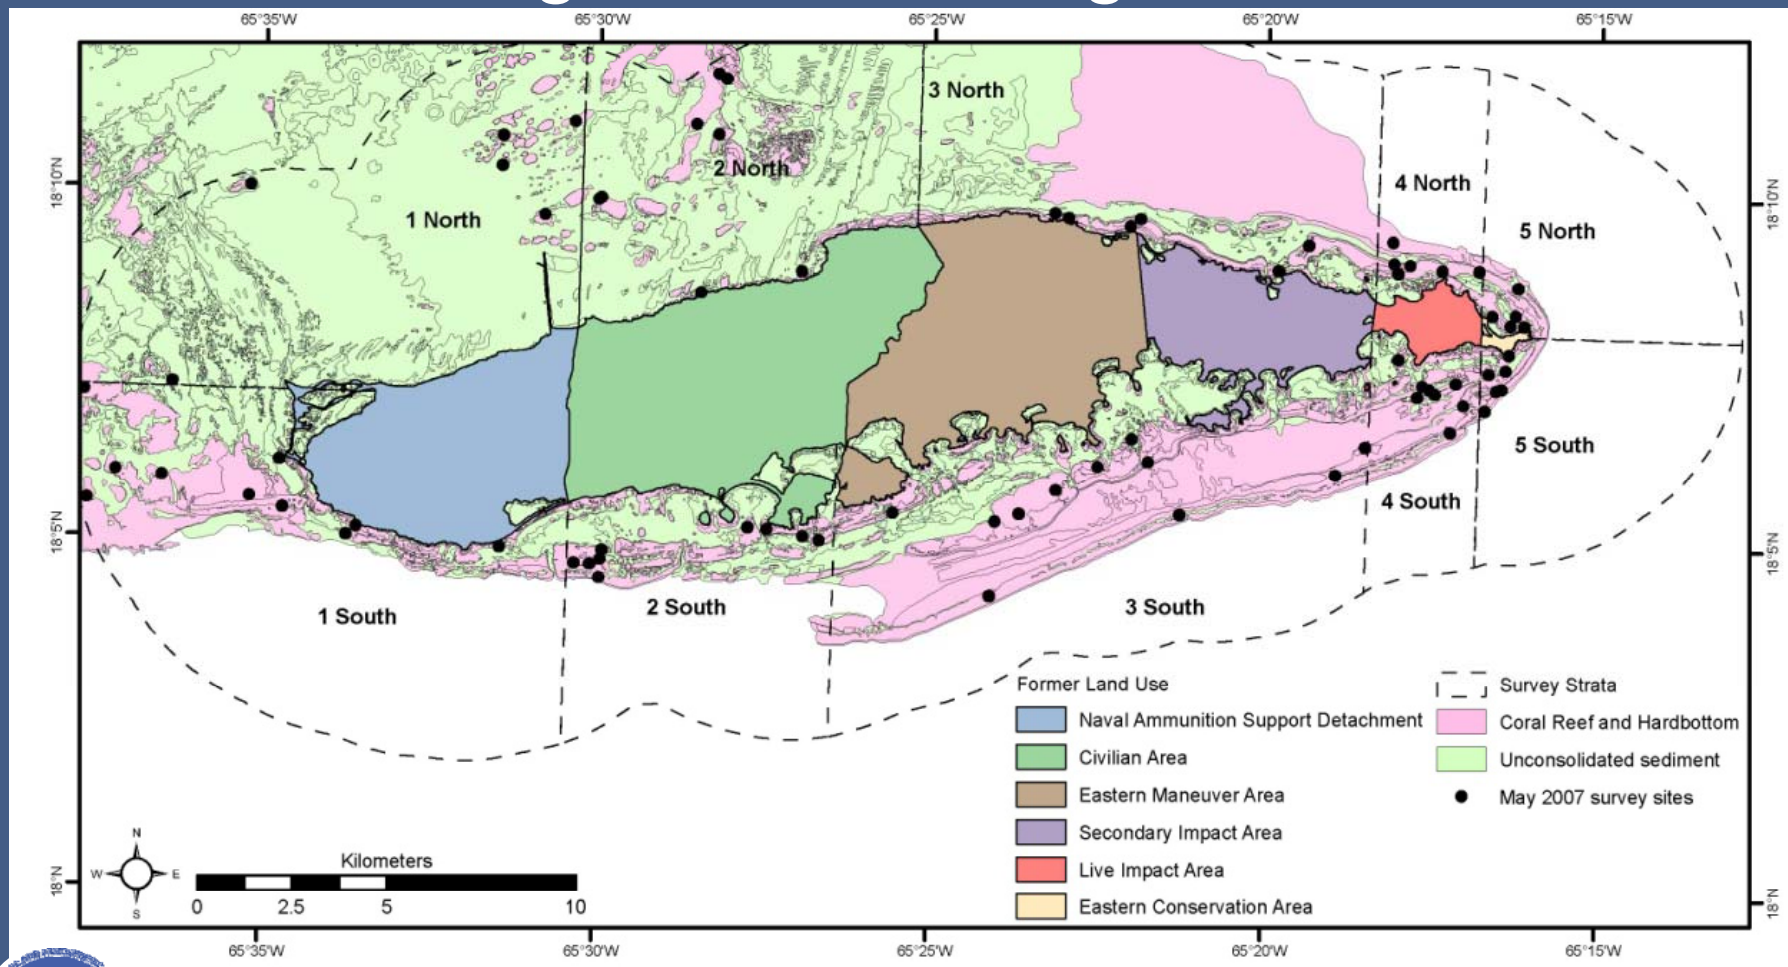 65°35'W
65°30'W
65°25'W
65°20'W
65°15'W
3 North
2 North
18°10'N
4 North
18°10'N
1 North
5 North
5 South
4 South
18°5'N
18°5'N
1 South
2 South
3 South
Former Land Use
Naval Ammunition Support Detachment
Civilian Area
Eastern Maneuver Area
Secondary Impact Area
Live Impact Area
Eastern Conservation Area
Survey Strata
Coral Reef and Hardbottom
Unconsolidated sediment
May 2007 survey sites
N
W E
S
Kilometers
0 2.5 5 10
18°N
18°N
65°35'W
65°30'W
65°25'W
65°20'W
65°15'W